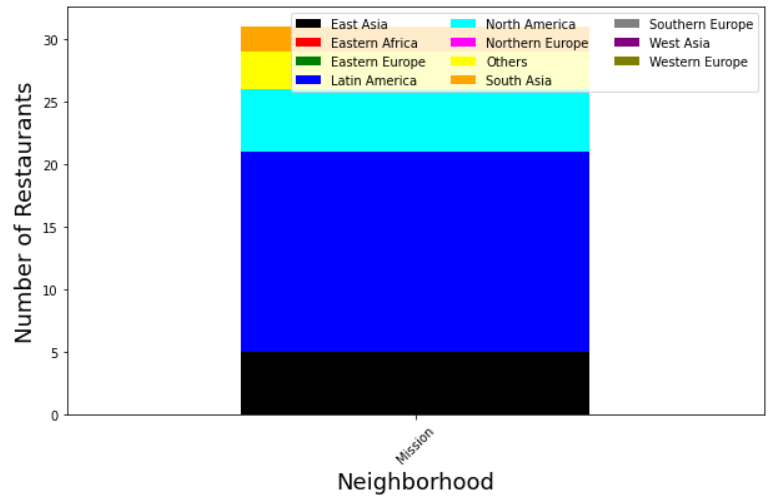 East Asia
Eastern Africa
Eastern Europe
Latin America
North America
Northern Europe
Others
South Asia
Southern Europe
West Asia
Western Europe
Number of Restaurants
30
25
20
15
10
5
0
Mission
Neighborhood